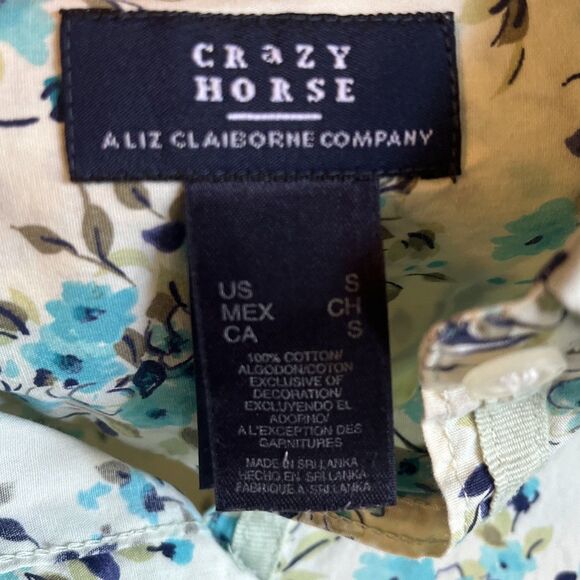 CRaZY
HORSE
A LIZ CLAIBORNE COMPANY
US S
MEX CH
CA S
100% COTTON/
ALGODON/COTON
EXCLUSIVE OF
DECORATION/
EXCLUYENDO EL
ADORNO/
A L'EXCEPTION DES
GARNITURES
MADE IN SRI LANKA
HECHO EN SRI LANKA
FABRIQUE A SRI LANKA